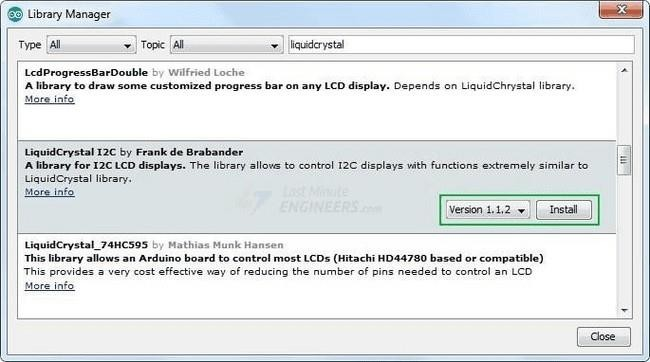 Library Manager
Type All Topic All liquidcrystal
LcdProgressBarDouble by Wilfried Loche
A library to draw some customized progress bar on any LCD display. Depends on LiquidChrystal library.
More info
LiquidCrystal I2C by Frank de Brabander
A library for I2C LCD displays. The library allows to control I2C displays with functions extremely similar to
LiquidCrystal library.
More info
Last Minute
ENGINEERS.com
Version 1.1.2 Install
LiquidCrystal_74HC595 by Mathias Munk Hansen
This library allows an Arduino board to control most LCDs (Hitachi HD44780 based or compatible)
This provides a very cost effective way of reducing the number of pins needed to control an LCD
More info
Close